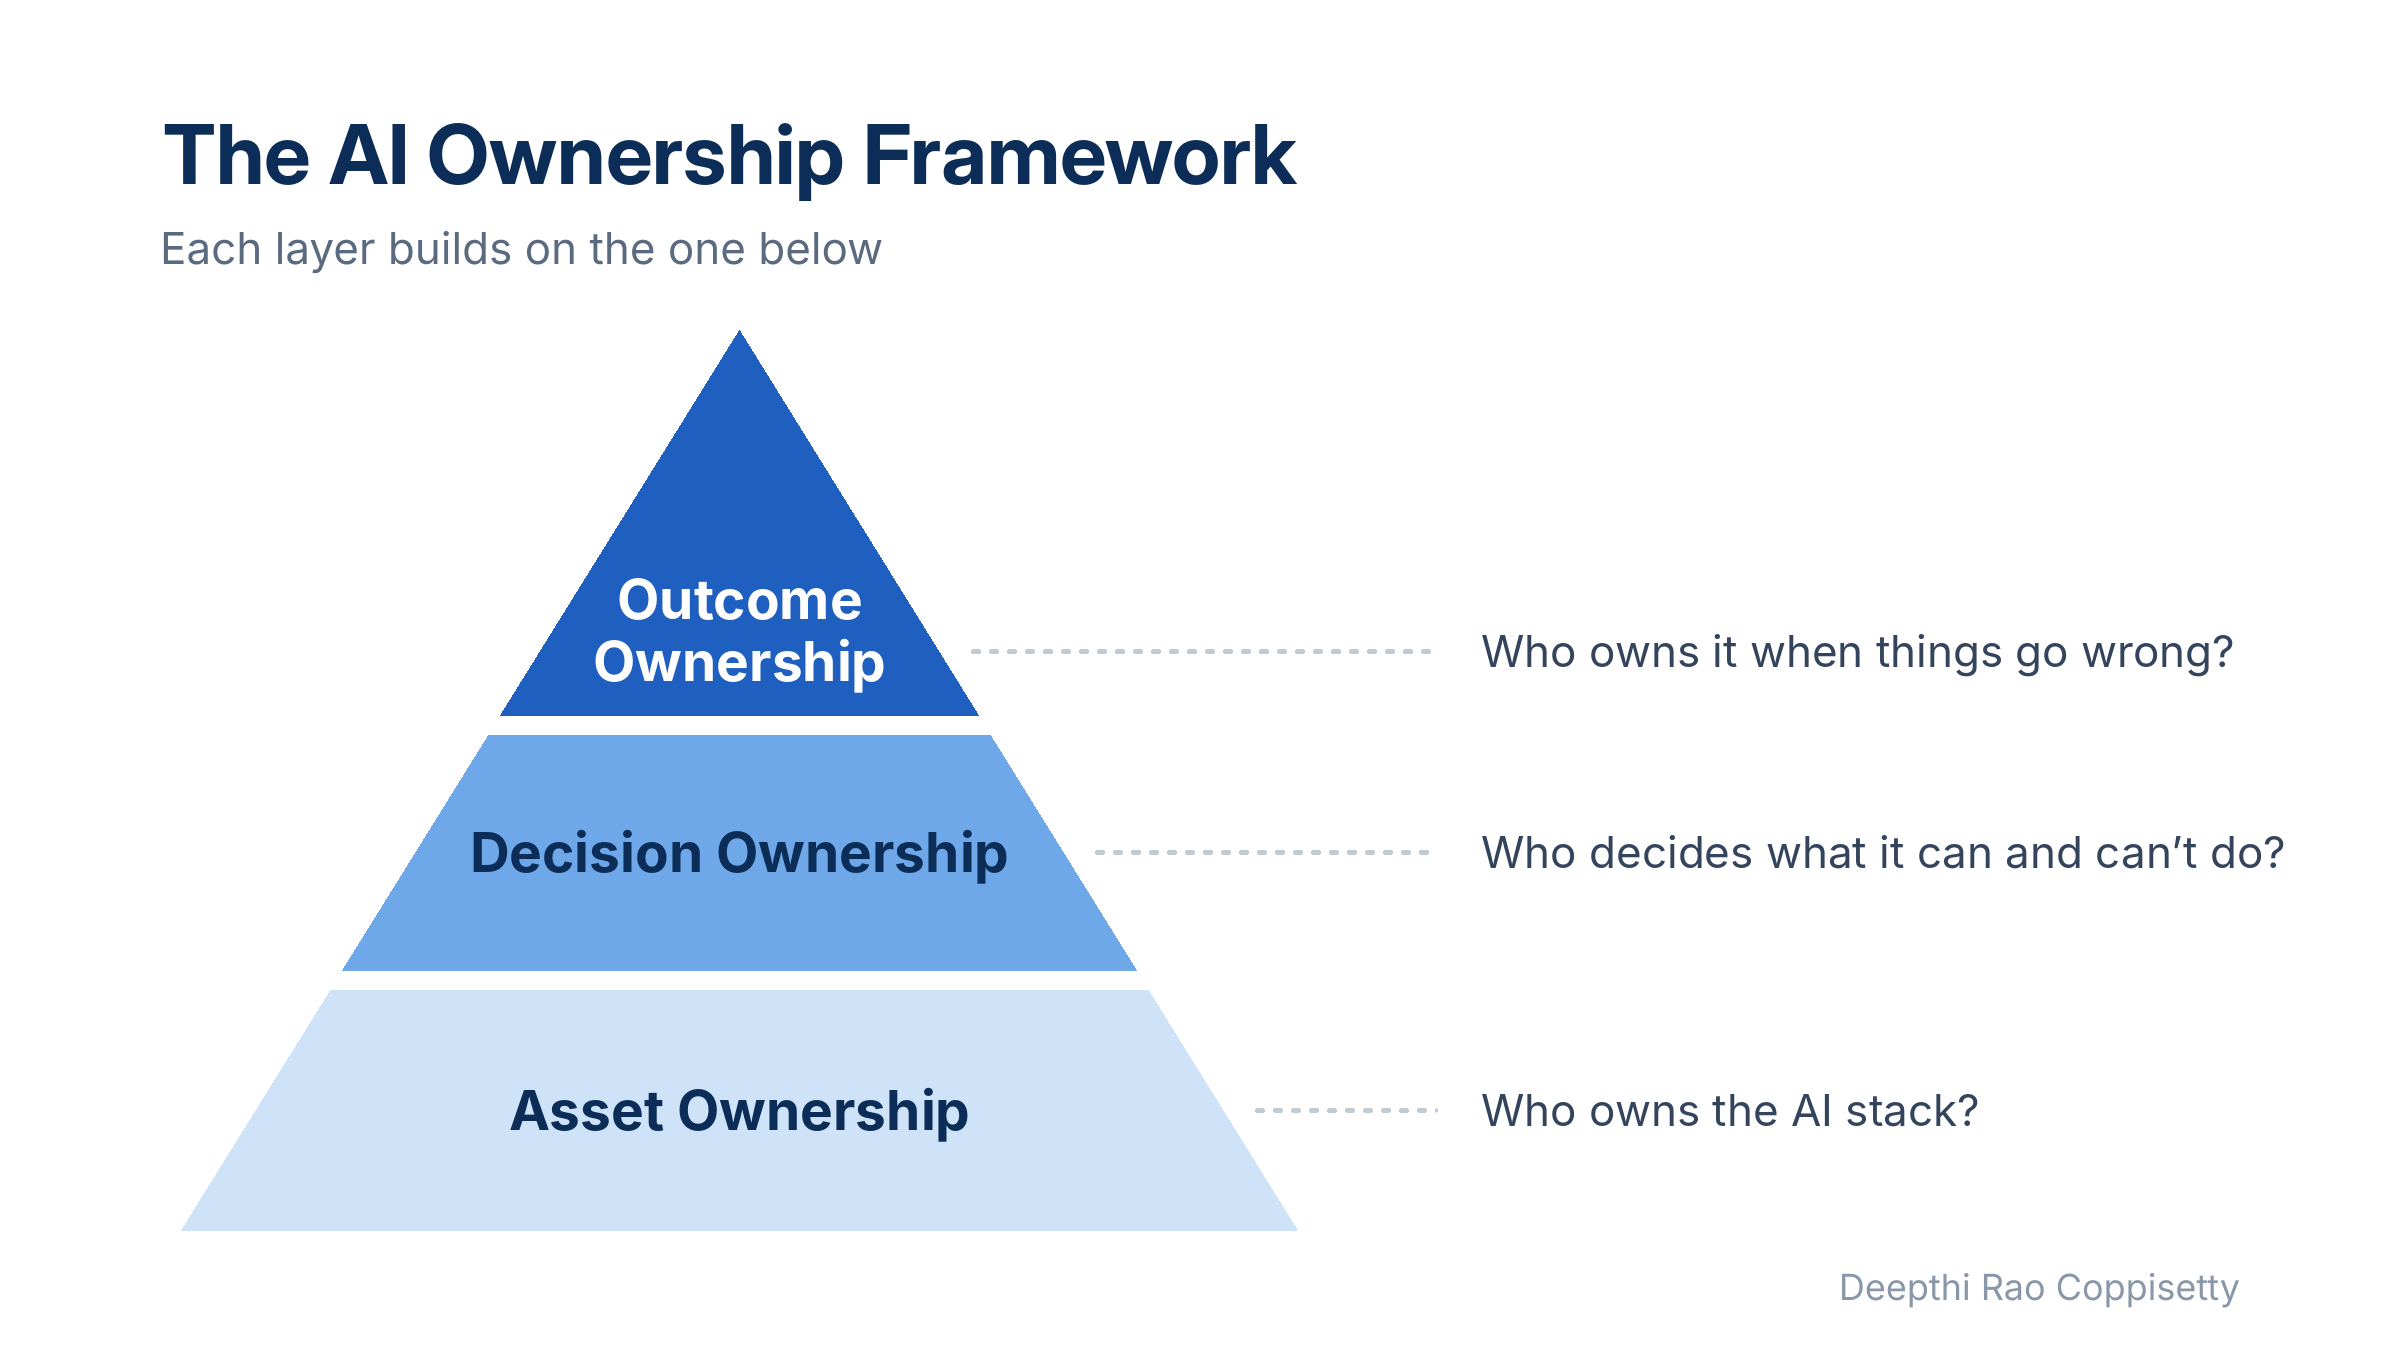 The AI Ownership Framework
Each layer builds on the one below
Outcome
Ownership
Who owns it when things go wrong?
Decision Ownership
Who decides what it can and can’t do?
Asset Ownership
Who owns the AI stack?
Deepthi Rao Coppisetty